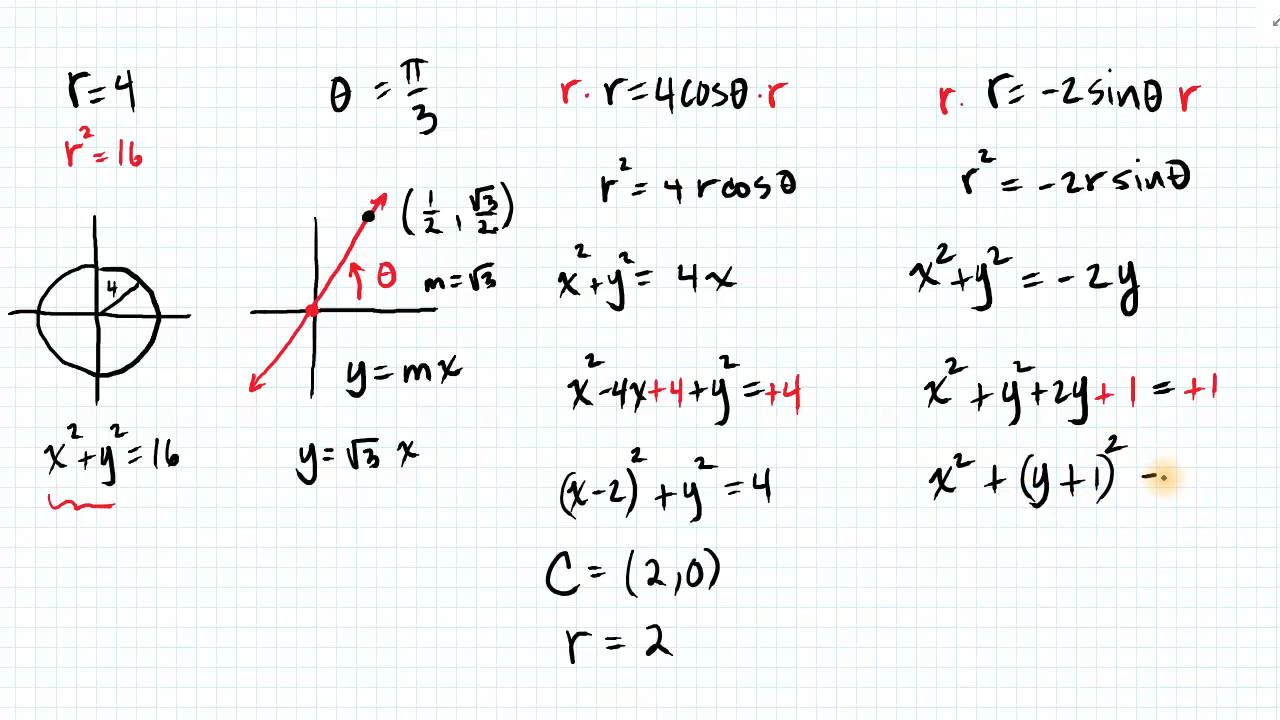 r = 4
r² = 16
4
x² + y² = 16
θ = π/3
(1/2, √3/2)
θ
m = √3
y = mx
y = √3 x
r · r = 4cosθ · r
r² = 4 r cosθ
x² + y² = 4x
x² - 4x + 4 + y² = +4
(x - 2)² + y² = 4
C = (2, 0)
r = 2
r · r = -2 sinθ r
r² = -2r sinθ
x² + y² = -2y
x² + y² + 2y + 1 = +1
x² + (y + 1)² -